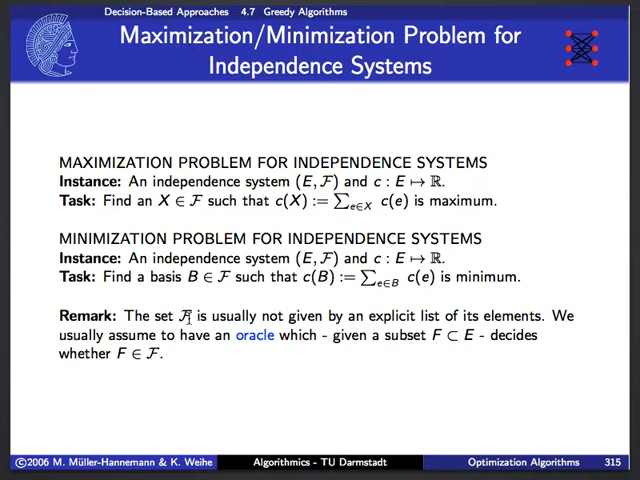 Decision-Based Approaches 4.7 Greedy Algorithms
Maximization/Minimization Problem for
Independence Systems
MAXIMIZATION PROBLEM FOR INDEPENDENCE SYSTEMS
Instance: An independence system (E, ℱ) and c : E ↦ ℝ.
Task: Find an X ∈ ℱ such that c(X) := ∑e∈X c(e) is maximum.
MINIMIZATION PROBLEM FOR INDEPENDENCE SYSTEMS
Instance: An independence system (E, ℱ) and c : E ↦ ℝ.
Task: Find a basis B ∈ ℱ such that c(B) := ∑e∈B c(e) is minimum.
Remark: The set ℱ is usually not given by an explicit list of its elements. We
usually assume to have an oracle which - given a subset F ⊂ E - decides
whether F ∈ ℱ.
©2006 M. Müller-Hannemann & K. Weihe Algorithmics - TU Darmstadt Optimization Algorithms 315